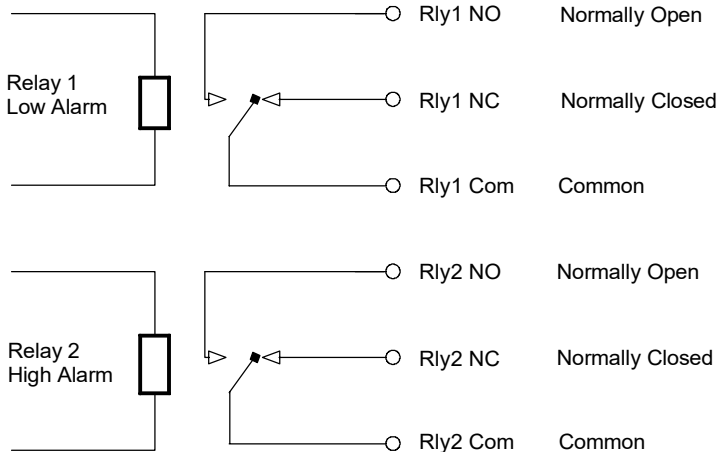 Rly1 NO Normally Open
Relay 1
Low Alarm
Rly1 NC Normally Closed
Rly1 Com Common
Rly2 NO Normally Open
Relay 2
High Alarm
Rly2 NC Normally Closed
Rly2 Com Common